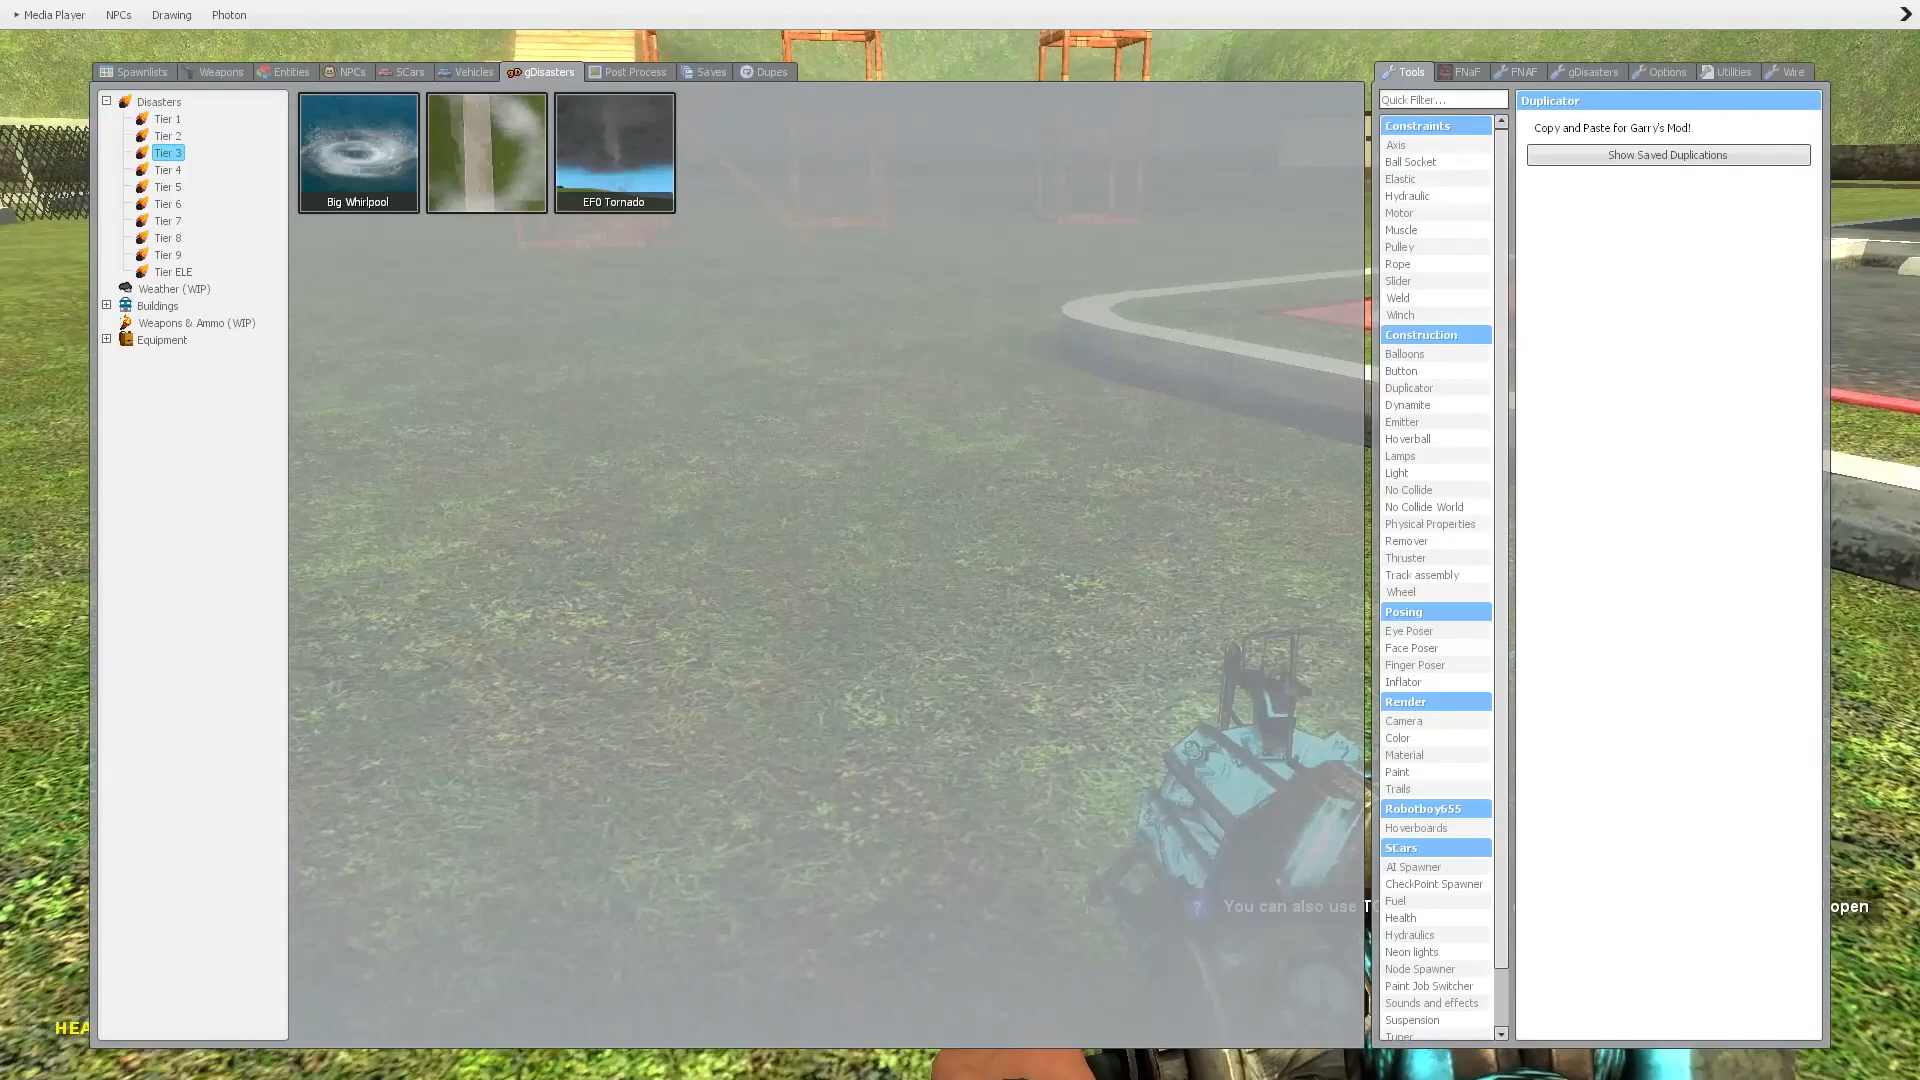 Media Player NPCs Drawing Photon
Spawnlists Weapons Entities NPCs SCars Vehicles gDisasters Post Process Saves Dupes
Tools FNaF FNAF gDisasters Options Utilities Wire
Disasters
Tier 1
Tier 2
Tier 3
Tier 4
Tier 5
Tier 6
Tier 7
Tier 8
Tier 9
Tier ELE
Weather (WIP)
Buildings
Weapons & Ammo (WIP)
Equipment
Big Whirlpool
EF0 Tornado
Quick Filter...
Constraints
Axis
Ball Socket
Elastic
Hydraulic
Motor
Muscle
Pulley
Rope
Slider
Weld
Winch
Construction
Balloons
Button
Duplicator
Dynamite
Emitter
Hoverball
Lamps
Light
No Collide
No Collide World
Physical Properties
Remover
Thruster
Track assembly
Wheel
Posing
Eye Poser
Face Poser
Finger Poser
Inflator
Render
Camera
Color
Material
Paint
Trails
Robotboy655
Hoverboards
SCars
AI Spawner
CheckPoint Spawner
Fuel
Health
Hydraulics
Neon lights
Node Spawner
Paint Job Switcher
Sounds and effects
Suspension
Tuner
Duplicator
Copy and Paste for Garry's Mod!
Show Saved Duplications
You can also use
open
HEA